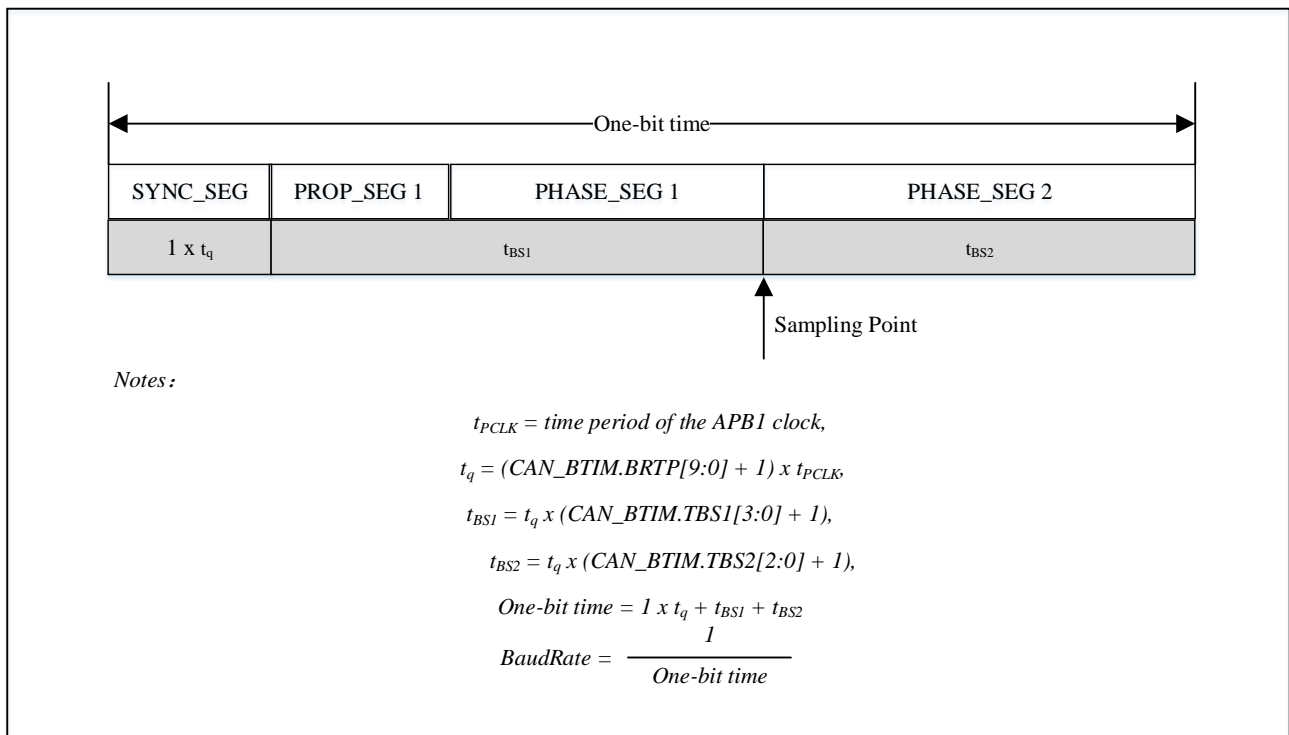 One-bit time
SYNC_SEG PROP_SEG 1 PHASE_SEG 1 PHASE_SEG 2
1 x tq tBS1 tBS2
Sampling Point
Notes：
tPCLK = time period of the APB1 clock,
tq = (CAN_BTIM.BRTP[9:0] + 1) x tPCLK,
tBS1 = tq x (CAN_BTIM.TBS1[3:0] + 1),
tBS2 = tq x (CAN_BTIM.TBS2[2:0] + 1),
One-bit time = 1 x tq + tBS1 + tBS2
1
BaudRate =
One-bit time